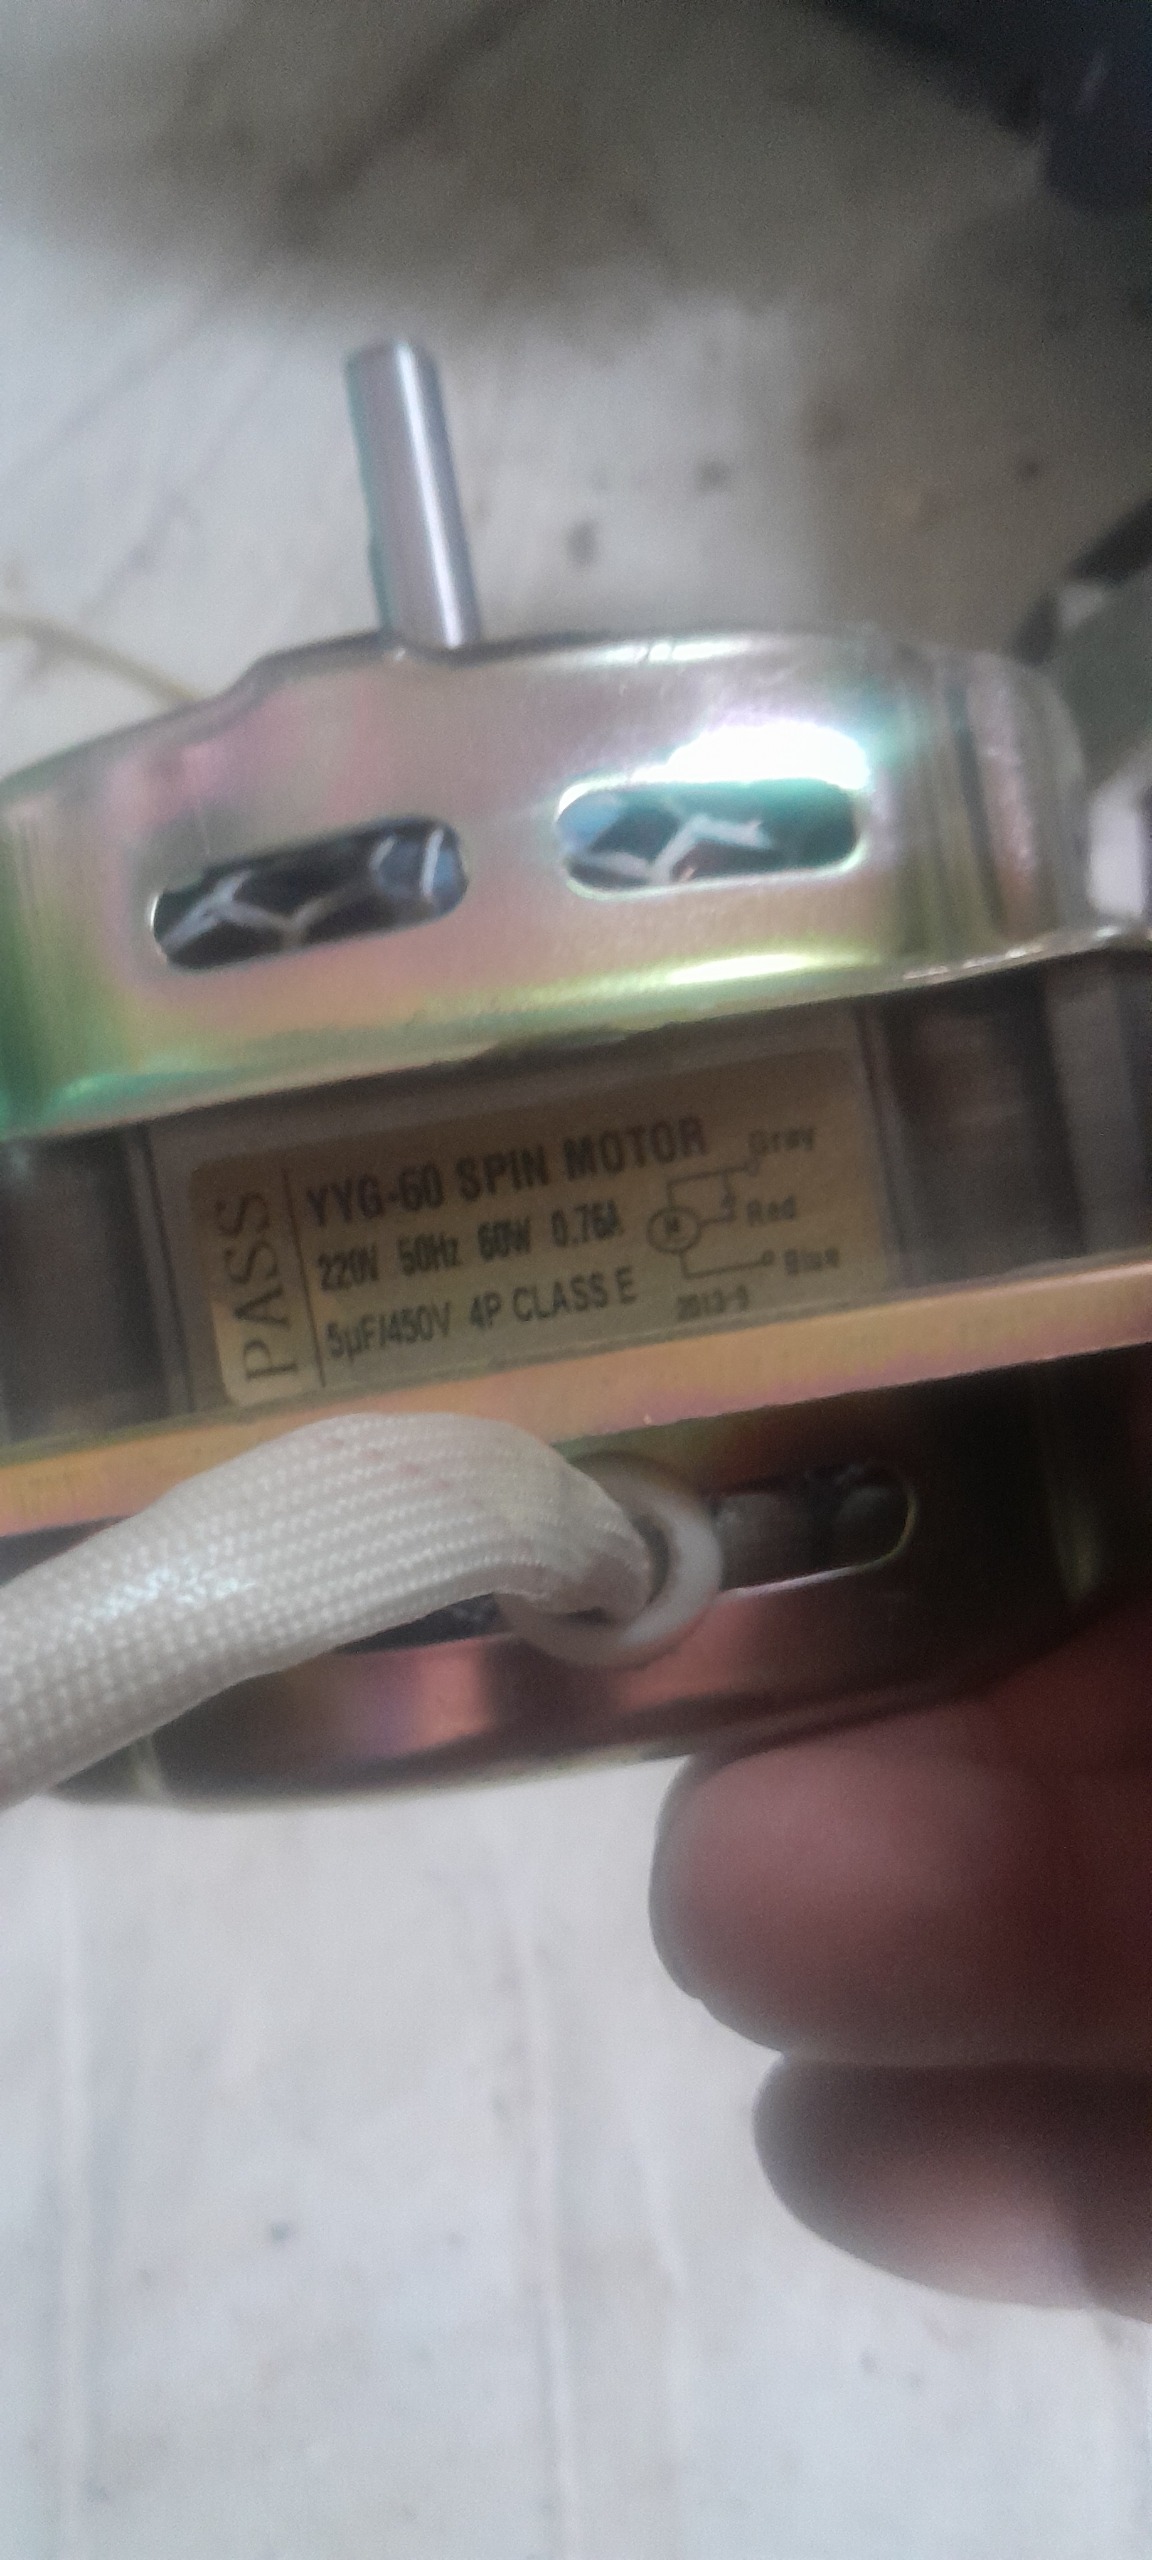 PASS
YYG-60 SPIN MOTOR
220V 50Hz 60W 0.76A
5µF/450V 4P CLASS E
Gray
M
Red
Blue
2013-9